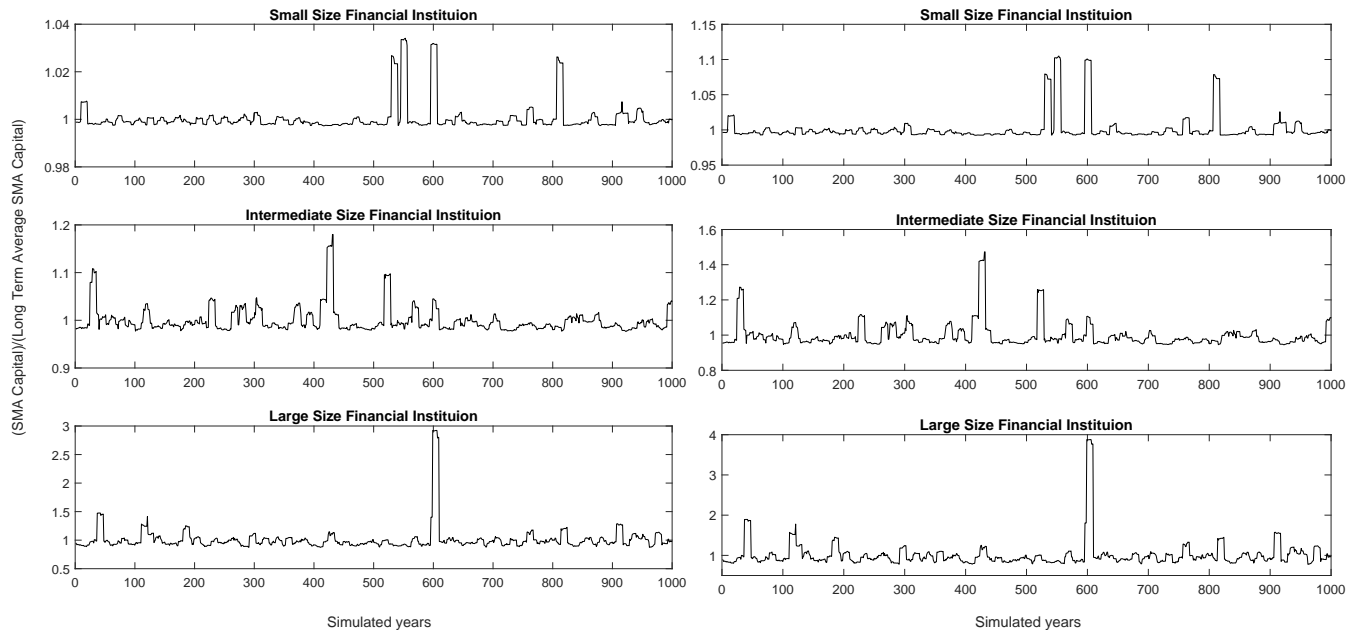 Small Size Financial Instituion
1.04
1.02
1
0.98
0 100 200 300 400 500 600 700 800 900 1000
Intermediate Size Financial Instituion
1.2
1.1
1
0.9
0 100 200 300 400 500 600 700 800 900 1000
Large Size Financial Instituion
3
2.5
2
1.5
1
0.5
0 100 200 300 400 500 600 700 800 900 1000
Simulated years
(SMA Capital)/(Long Term Average SMA Capital)
Small Size Financial Instituion
1.15
1.1
1.05
1
0.95
0 100 200 300 400 500 600 700 800 900 1000
Intermediate Size Financial Instituion
1.6
1.4
1.2
1
0.8
0 100 200 300 400 500 600 700 800 900 1000
Large Size Financial Instituion
4
3
2
1
0 100 200 300 400 500 600 700 800 900 1000
Simulated years